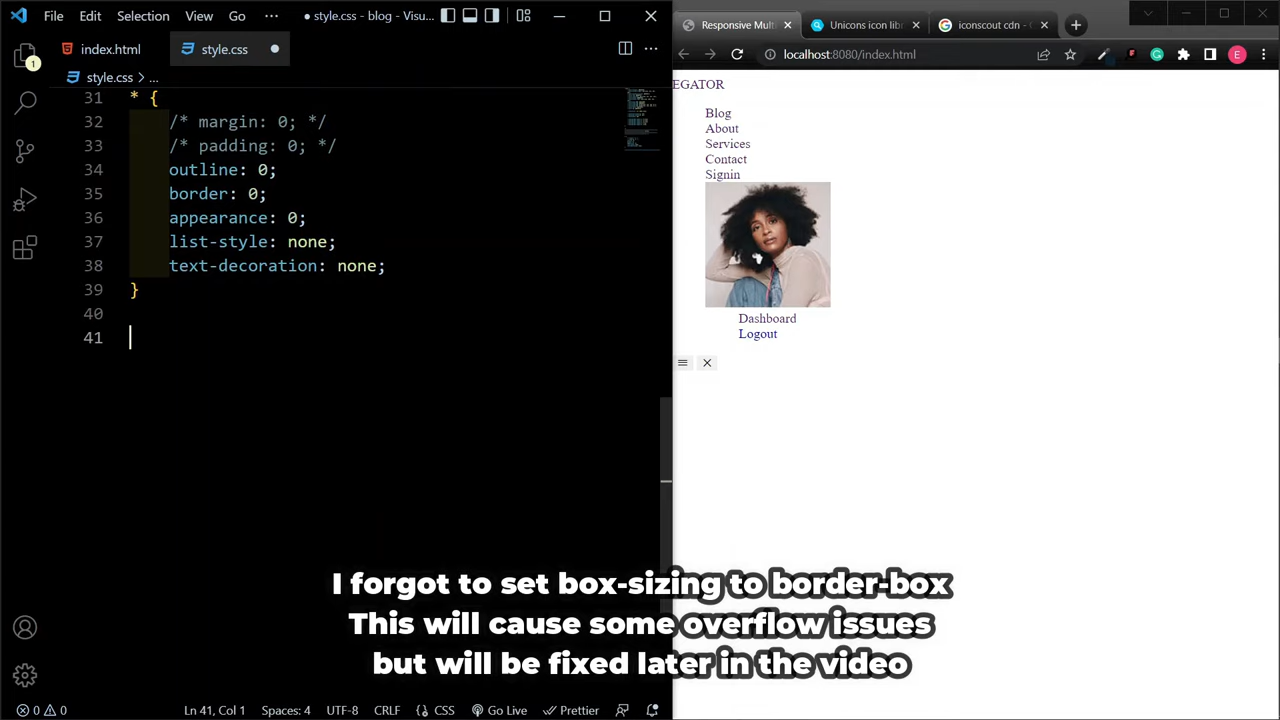 File Edit Selection View Go ··· ● style.css - blog - Visu...
Responsive Mult
Unicons icon libr
iconscout cdn - G
index.html
style.css
localhost:8080/index.html
E
1
style.css > ...
31 * {
32 /* margin: 0; */
33 /* padding: 0; */
34 outline: 0;
35 border: 0;
36 appearance: 0;
37 list-style: none;
38 text-decoration: none;
39 }
40
41
EGATOR
Blog
About
Services
Contact
Signin
Dashboard
Logout
I forgot to set box-sizing to border-box
This will cause some overflow issues
but will be fixed later in the video
0 0 Ln 41, Col 1 Spaces: 4 UTF-8 CRLF {} CSS Go Live Prettier